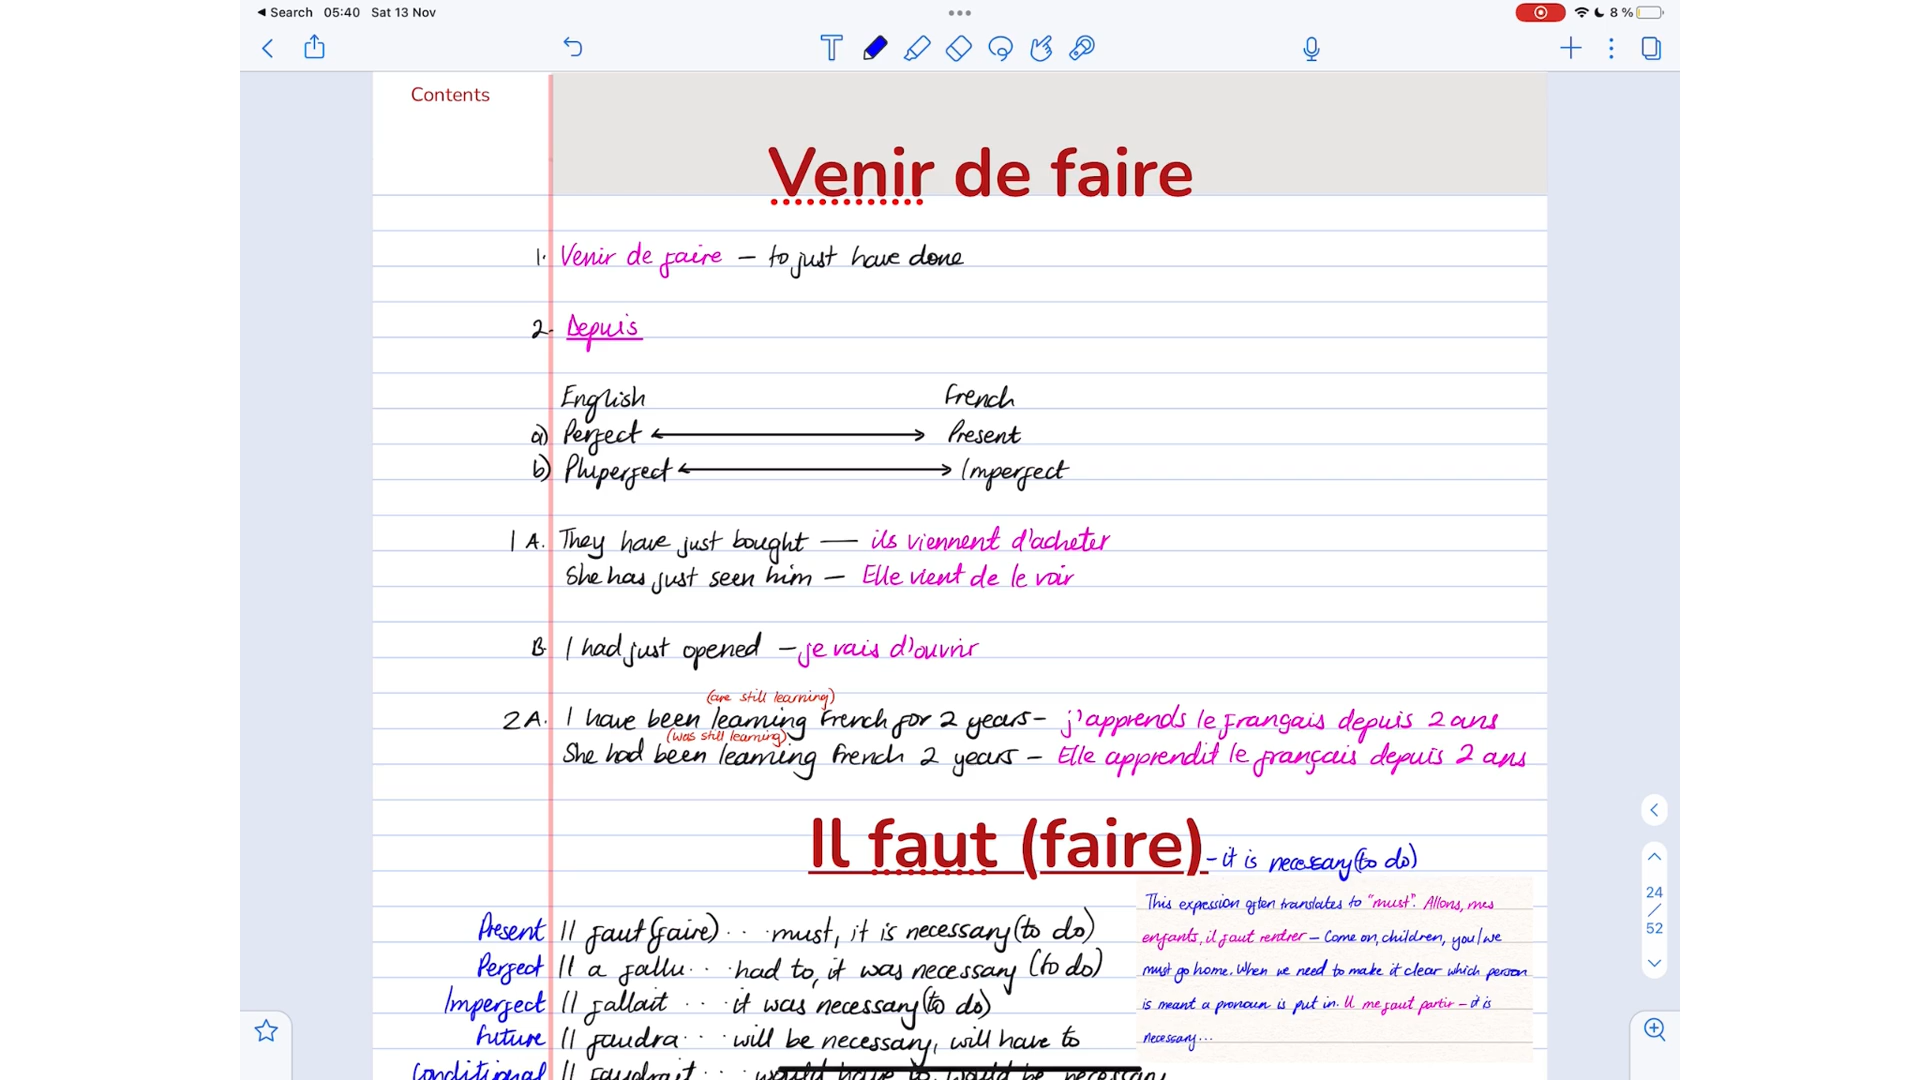 Search 05:40 Sat 13 Nov
8 %
Contents
Venir de faire
1. Venir de faire – to just have done
2. Depuis
English French
a) Perfect Present
b) Pluperfect Imperfect
1 A. They have just bought — ils viennent d'acheter
She has just seen him – Elle vient de le voir
B. I had just opened – je vais d'ouvrir
(are still learning)
2 A. I have been learning French for 2 years – j'apprends le français depuis 2 ans
(was still learning)
She had been learning French 2 years – Elle apprendit le français depuis 2 ans
Il faut (faire) - it is necessary (to do)
This expression often translates to "must". Allons, mes
enfants, il faut rentrer – Come on, children, you/we
must go home. When we need to make it clear which person
is meant a pronoun is put in. Il me faut partir – it is
necessary...
Present Il faut (faire)... must, it is necessary (to do)
Perfect Il a fallu... had to, it was necessary (to do)
Imperfect Il fallait ... it was necessary (to do)
Future Il faudra... will be necessary, will have to
Conditional Il faudrait... would have to, would be necessary
24
52